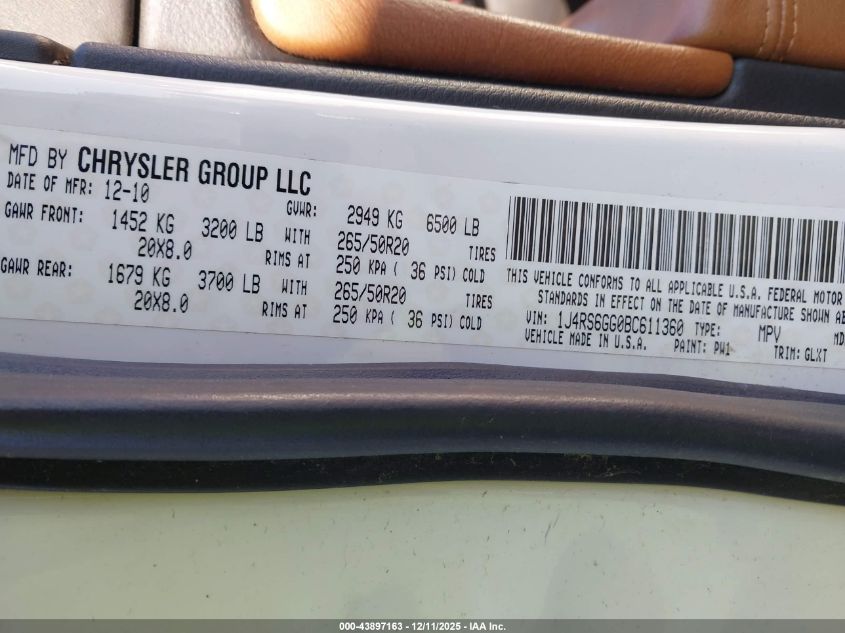 MFD BY CHRYSLER GROUP LLC
DATE OF MFR: 12-10 GVWR: 2949 KG 6500 LB
GAWR FRONT: 1452 KG 3200 LB WITH 265/50R20 TIRES
20X8.0 RIMS AT 250 KPA ( 36 PSI) COLD
GAWR REAR: 1679 KG 3700 LB WITH 265/50R20 TIRES
20X8.0 RIMS AT 250 KPA ( 36 PSI) COLD
THIS VEHICLE CONFORMS TO ALL APPLICABLE U.S.A. FEDERAL MOTOR
STANDARDS IN EFFECT ON THE DATE OF MANUFACTURE SHOWN
VIN: 1J4RS6GG0BC611360 TYPE: MPV
VEHICLE MADE IN U.S.A. PAINT: PW1 TRIM: GLXT
000-43897163 - 12/11/2025 - IAA Inc.